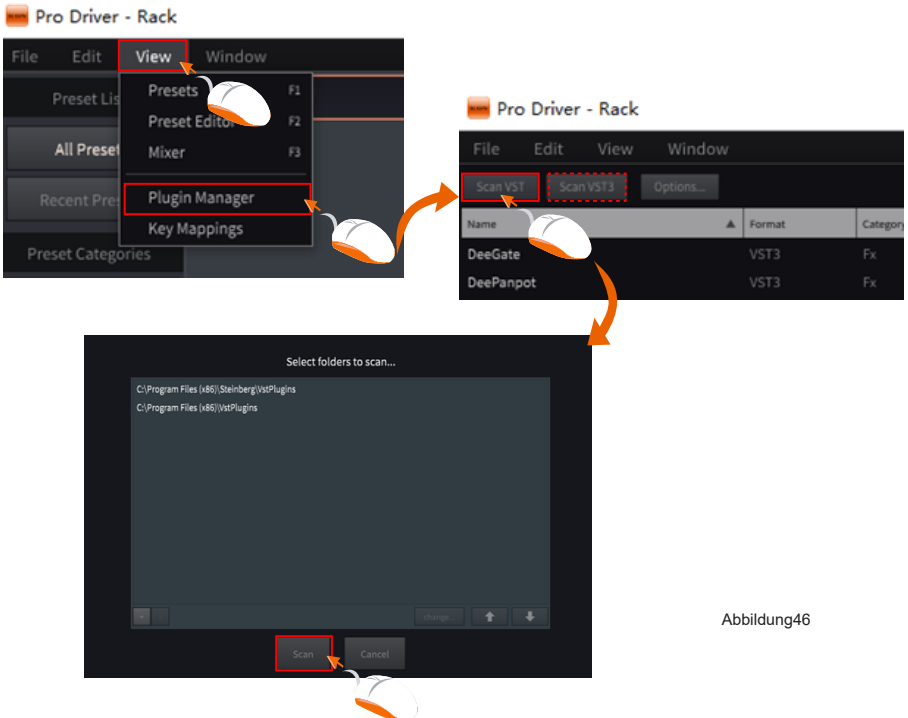 Pro Driver - Rack
File Edit View Window
Preset Lis
Presets F1
Preset Editor F2
All Preset
Mixer F3
Recent Pre
Plugin Manager
Key Mappings
Preset Categories
Pro Driver - Rack
File Edit View Window
Scan VST Scan VST3 Options...
Name Format Category
DeeGate VST3 Fx
DeePanpot VST3 Fx
Select folders to scan...
C:\Program Files (x86)\Steinberg\VstPlugins
C:\Program Files (x86)\VstPlugins
change...
Scan Cancel
Abbildung46